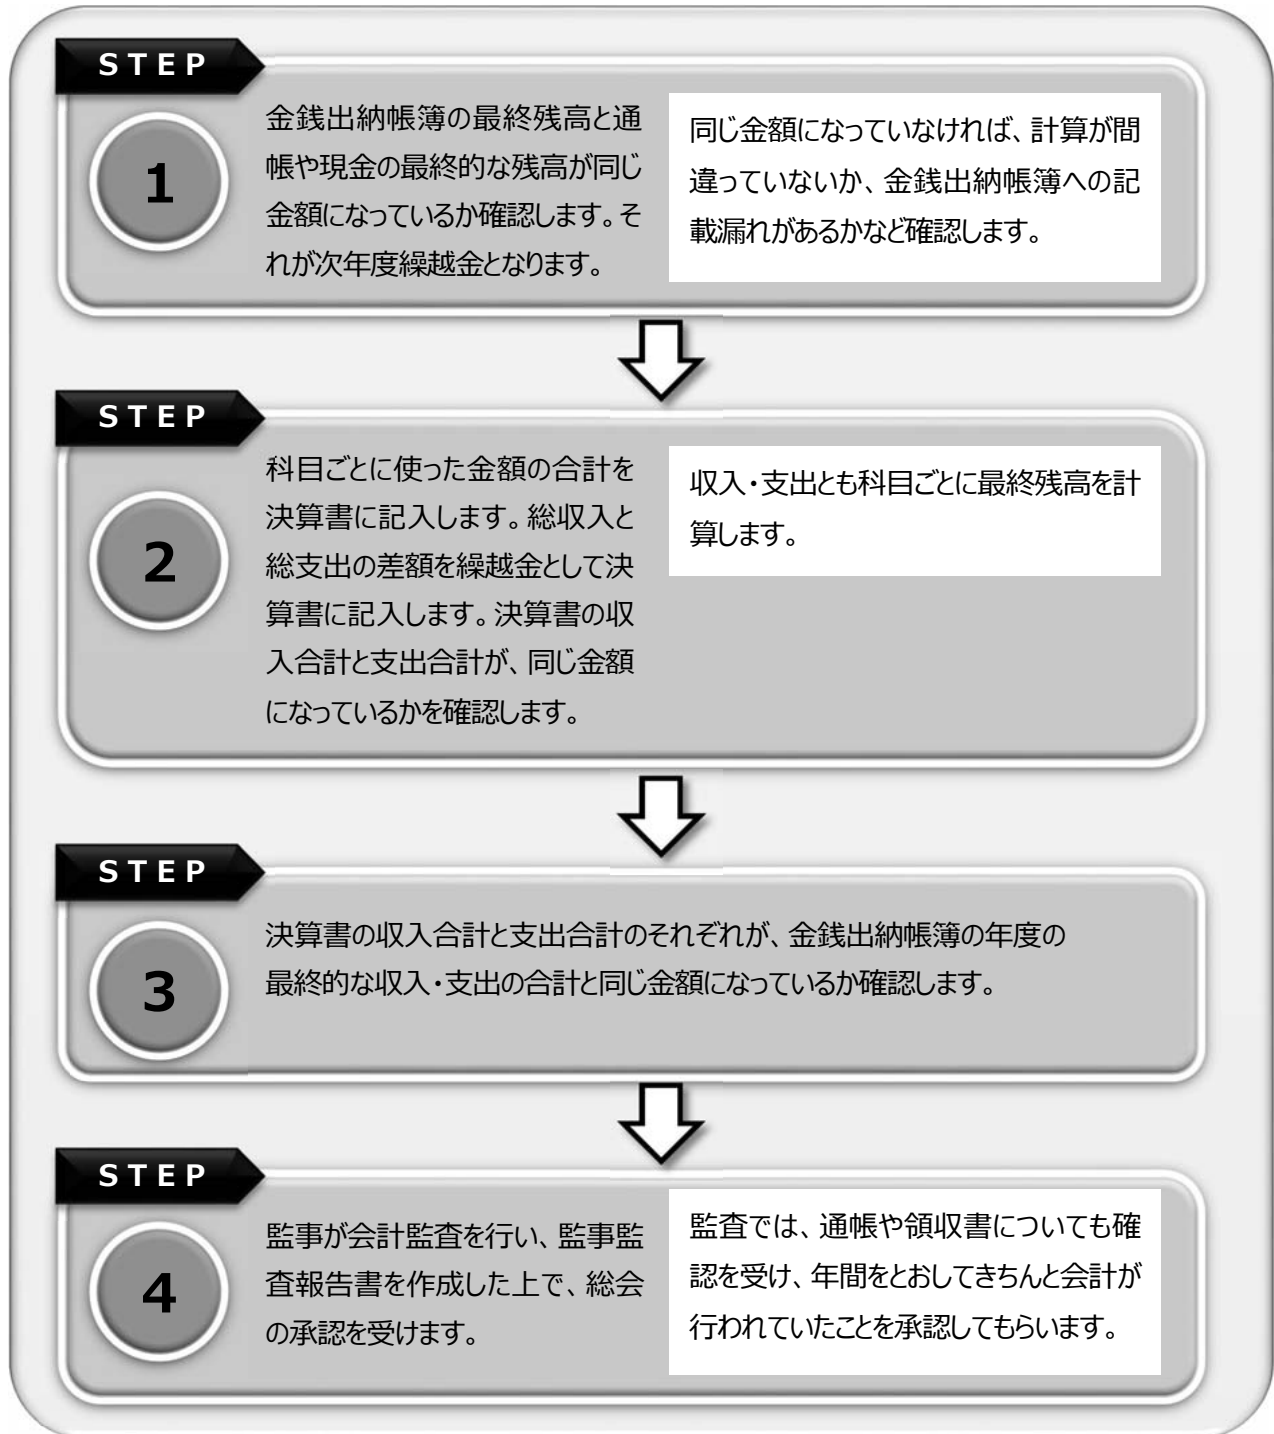 STEP
1
金銭出納帳簿の最終残高と通
帳や現金の最終的な残高が同じ
金額になっているか確認します。そ
れが次年度繰越金となります。
同じ金額になっていなければ、計算が間
違っていないか、金銭出納帳簿への記
載漏れがあるかなど確認します。
STEP
2
科目ごとに使った金額の合計を
決算書に記入します。総収入と
総支出の差額を繰越金として決
算書に記入します。決算書の収
入合計と支出合計が、同じ金額
になっているかを確認します。
収入・支出とも科目ごとに最終残高を計
算します。
STEP
3
決算書の収入合計と支出合計のそれぞれが、金銭出納帳簿の年度の
最終的な収入・支出の合計と同じ金額になっているか確認します。
STEP
4
監事が会計監査を行い、監事監
査報告書を作成した上で、総会
の承認を受けます。
監査では、通帳や領収書についても確
認を受け、年間をとおしてきちんと会計が
行われていたことを承認してもらいます。